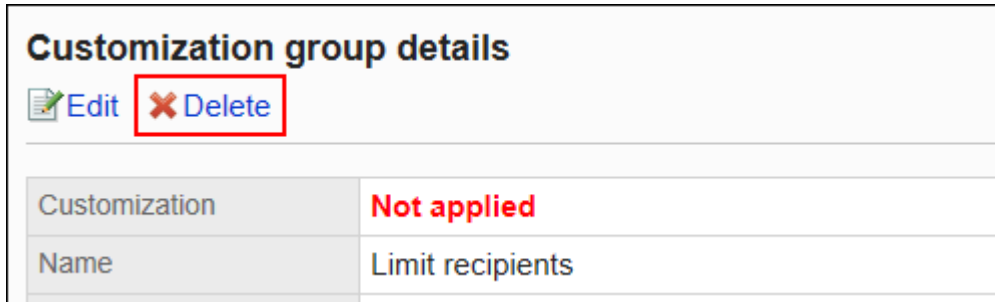 Customization group details
Edit Delete
Customization Not applied
Name Limit recipients